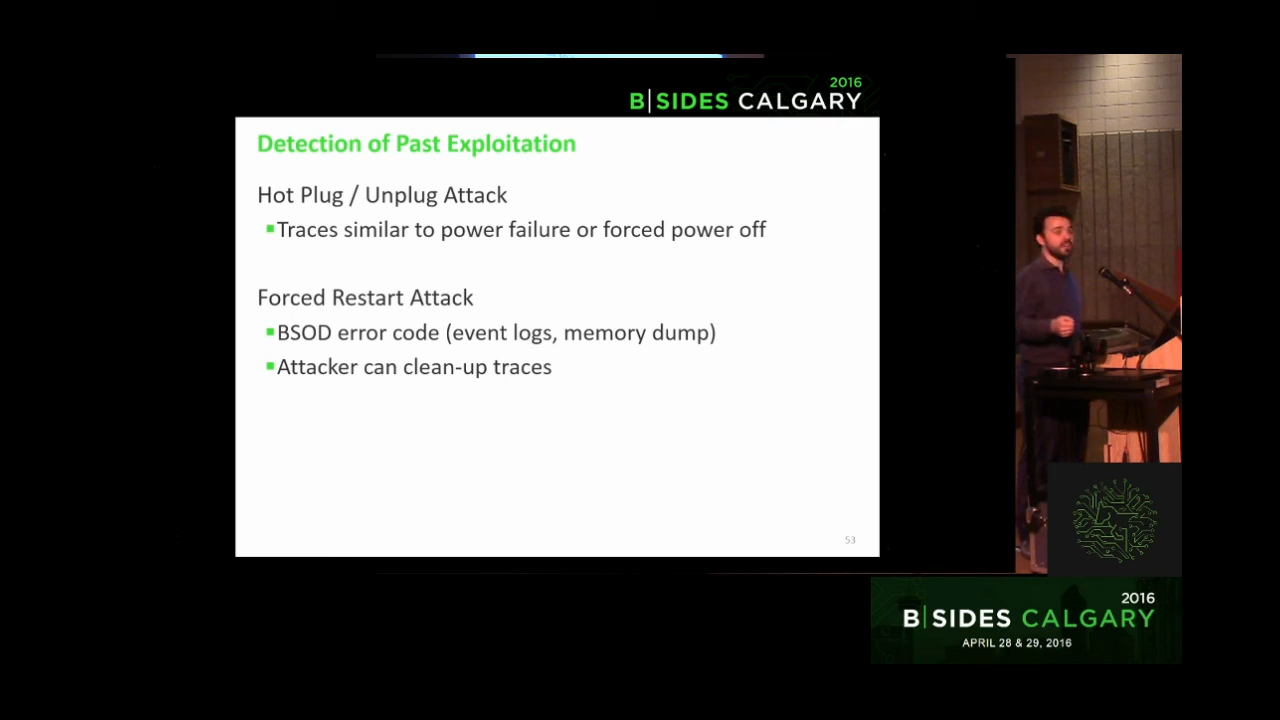 2016
B|SIDES CALGARY
Detection of Past Exploitation
Hot Plug / Unplug Attack
▪Traces similar to power failure or forced power off
Forced Restart Attack
▪BSOD error code (event logs, memory dump)
▪Attacker can clean-up traces
53
2016
B|SIDES CALGARY
APRIL 28 & 29, 2016